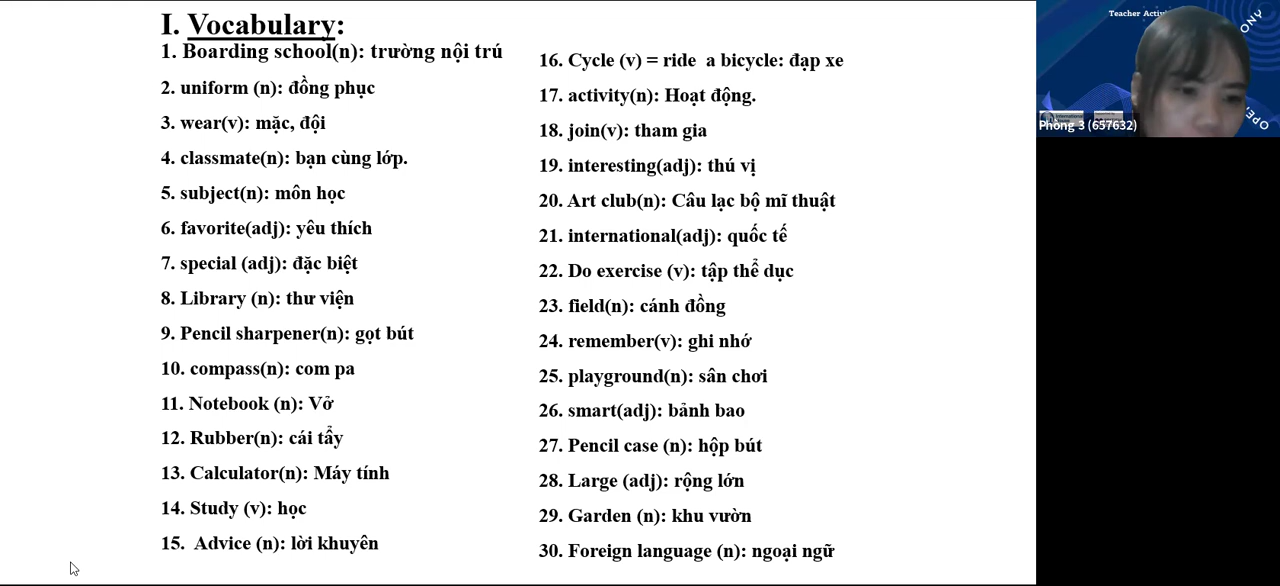 I. Vocabulary:
1. Boarding school(n): trường nội trú
2. uniform (n): đồng phục
3. wear(v): mặc, đội
4. classmate(n): bạn cùng lớp.
5. subject(n): môn học
6. favorite(adj): yêu thích
7. special (adj): đặc biệt
8. Library (n): thư viện
9. Pencil sharpener(n): gọt bút
10. compass(n): com pa
11. Notebook (n): Vở
12. Rubber(n): cái tẩy
13. Calculator(n): Máy tính
14. Study (v): học
15. Advice (n): lời khuyên
16. Cycle (v) = ride a bicycle: đạp xe
17. activity(n): Hoạt động.
18. join(v): tham gia
19. interesting(adj): thú vị
20. Art club(n): Câu lạc bộ mĩ thuật
21. international(adj): quốc tế
22. Do exercise (v): tập thể dục
23. field(n): cánh đồng
24. remember(v): ghi nhớ
25. playground(n): sân chơi
26. smart(adj): bảnh bao
27. Pencil case (n): hộp bút
28. Large (adj): rộng lớn
29. Garden (n): khu vườn
30. Foreign language (n): ngoại ngữ
Teacher
Phòng 3 (657632)